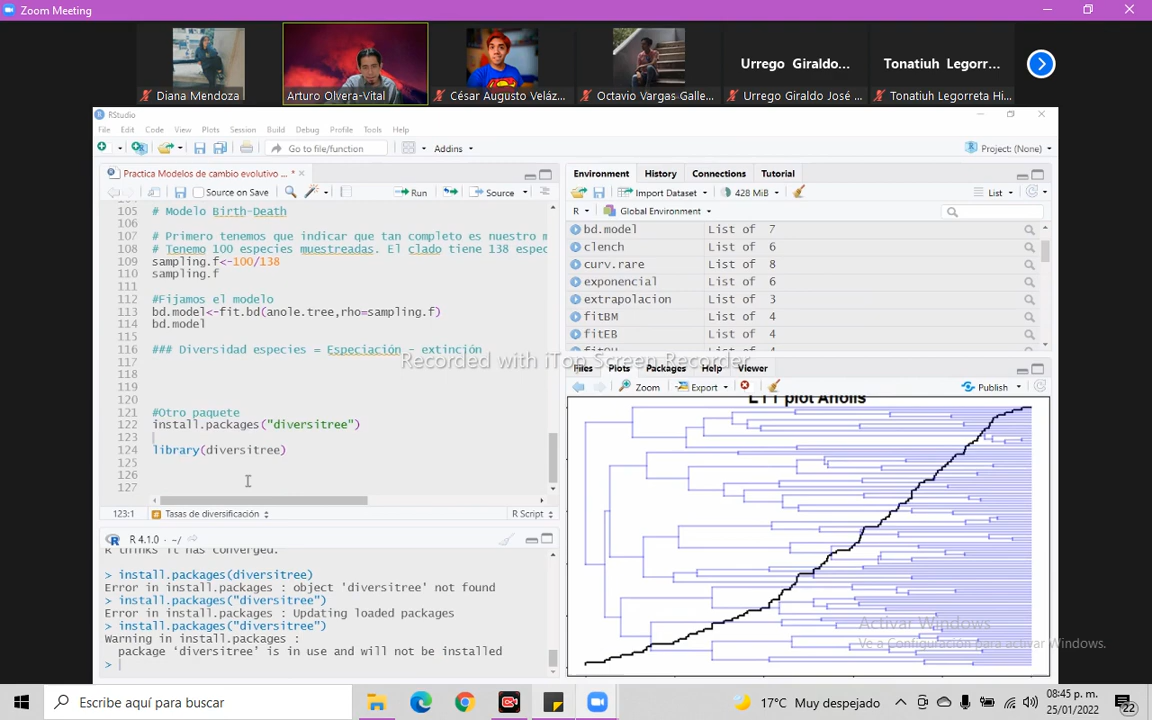 Zoom Meeting
Diana Mendoza
Arturo Olvera-Vital
César Augusto Veláz...
Octavio Vargas-Galle...
Urrego Giraldo...
Urrego Giraldo José ...
Tonatiuh Legorr...
Tonatiuh Legorreta Hi...
RStudio
File Edit Code View Plots Session Build Debug Profile Tools Help
Go to file/function
Addins
Project: (None)
Practica Modelos de cambio evolutivo ... *
Source on Save
Run
Source
105 # Modelo Birth-Death
106
107 # Primero tenemos que indicar que tan completo es nuestro m
108 # Tenemo 100 especies muestreadas. El clado tiene 138 espec
109 sampling.f<-100/138
110 sampling.f
111
112 #Fijamos el modelo
113 bd.model<-fit.bd(anole.tree,rho=sampling.f)
114 bd.model
115
116 ### Diversidad especies = Especiación - extinción
117
118
119
120
121 #Otro paquete
122 install.packages("diversitree")
123
124 library(diversitree)
125
126
127
123:1 Tasas de diversificación
R Script
R 4.1.0 · ~/
R thinks it has converged.
> install.packages(diversitree)
Error in install.packages : object 'diversitree' not found
> install.packages("diversitree")
Error in install.packages : Updating loaded packages
> install.packages("diversitree")
Warning in install.packages :
package ‘diversitree’ is in use and will not be installed
>
Environment History Connections Tutorial
Import Dataset 428 MiB
List
R Global Environment
bd.model List of 7
clench List of 6
curv.rare List of 8
exponencial List of 6
extrapolacion List of 3
fitBM List of 4
fitEB List of 4
Recorded with iTop Screen Recorder
Files Plots Packages Help Viewer
Zoom Export Publish
LTT plot Anolis
Activar Windows
Ve a Configuración para activar Windows.
Escribe aquí para buscar
17°C Muy despejado
08:45 p. m.
25/01/2022
22